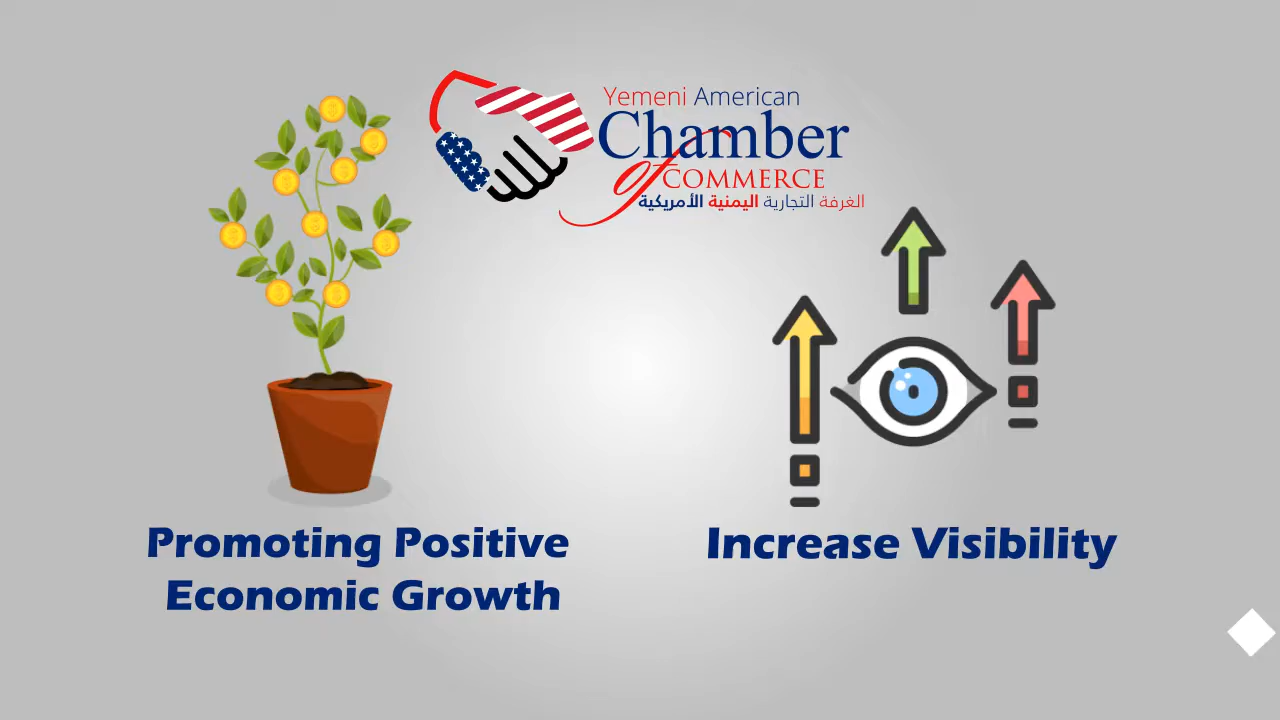 Yemeni American
Chamber
of COMMERCE
الغرفة التجارية اليمنية الأمريكية
Promoting Positive
Economic Growth
Increase Visibility